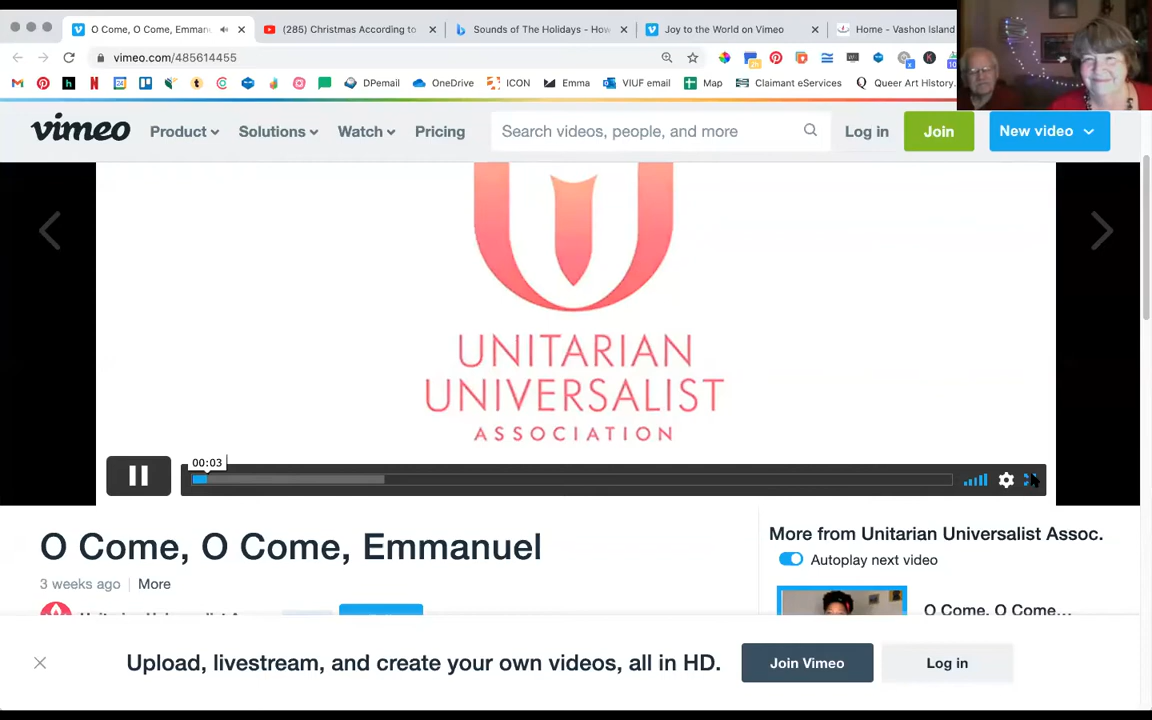 O Come, O Come, Emman
(285) Christmas According to
Sounds of The Holidays - How
Joy to the World on Vimeo
Home - Vashon Island
vimeo.com/485614455
DPemail
OneDrive
ICON
Emma
VIUF email
Map
Claimant eServices
Queer Art History.
vimeo
Product
Solutions
Watch
Pricing
Search videos, people, and more
Log in
Join
New video
UNITARIAN
UNIVERSALIST
ASSOCIATION
00:03
O Come, O Come, Emmanuel
3 weeks ago
More
More from Unitarian Universalist Assoc.
Autoplay next video
O Come, O Come...
Upload, livestream, and create your own videos, all in HD.
Join Vimeo
Log in